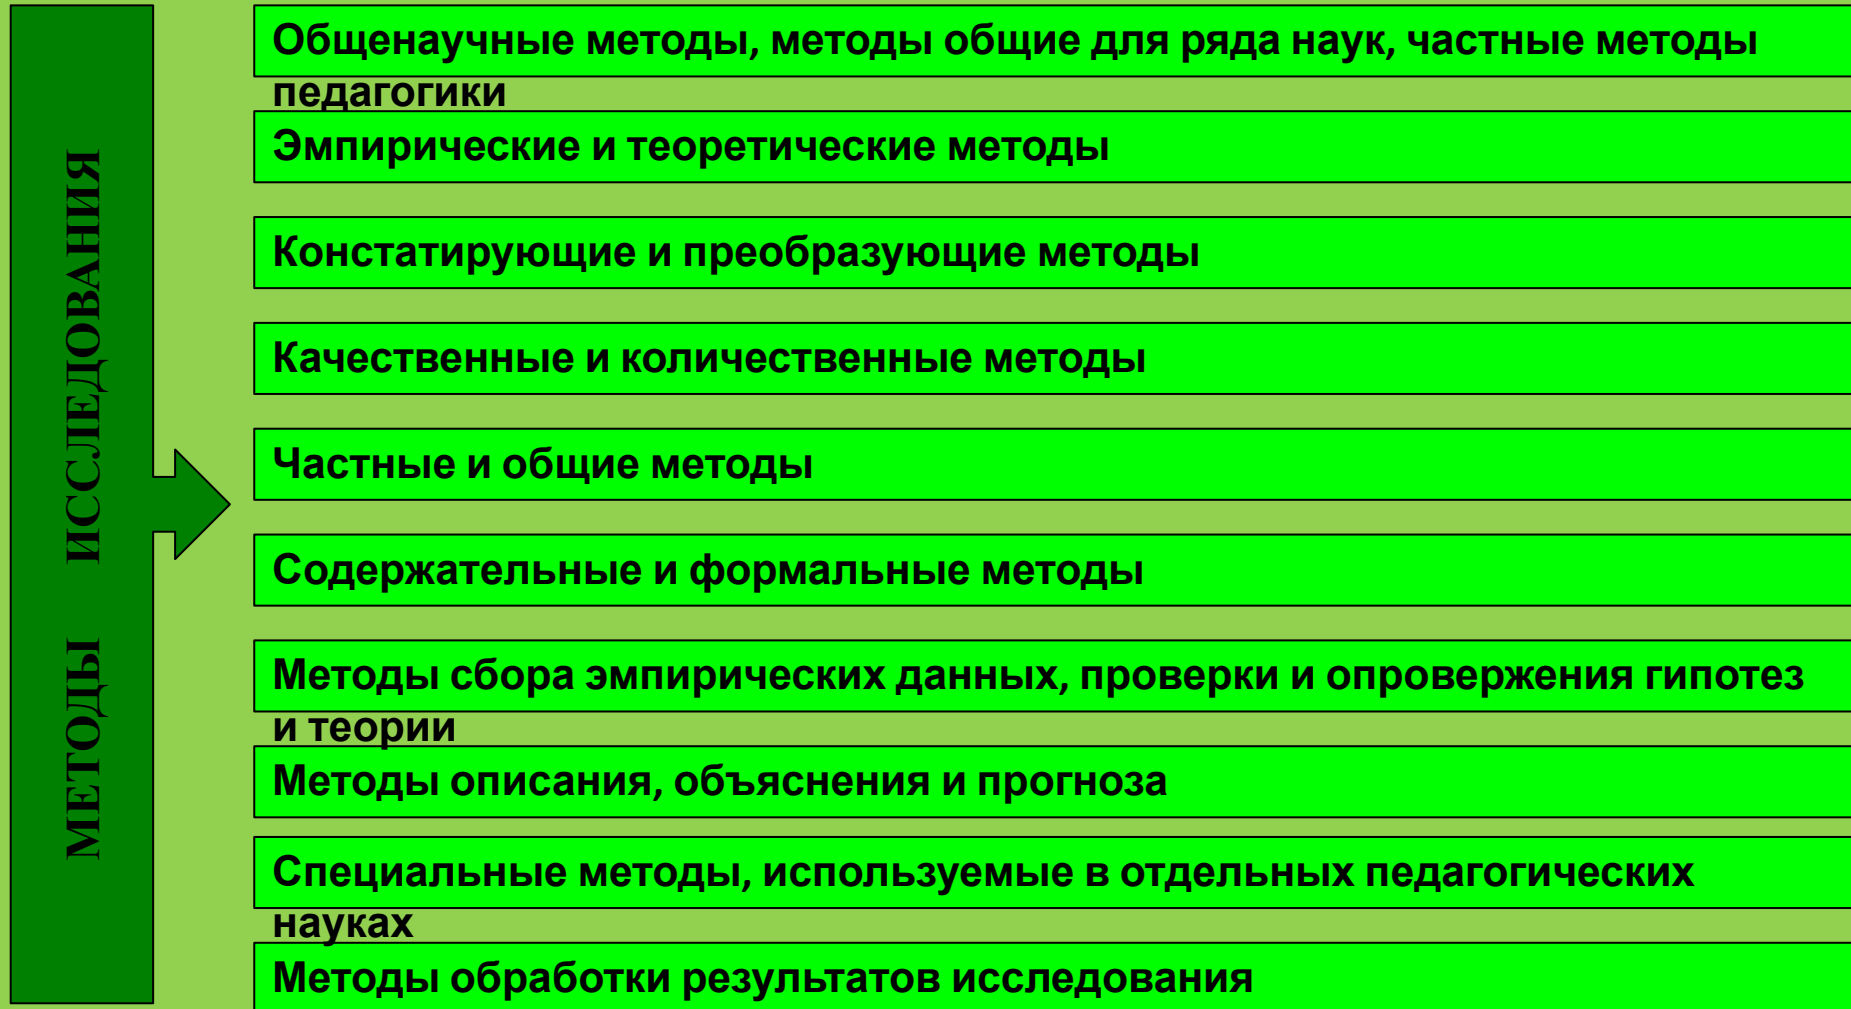 МЕТОДЫ ИССЛЕДОВАНИЯ
Общенаучные методы, методы общие для ряда наук, частные методы
педагогики
Эмпирические и теоретические методы
Констатирующие и преобразующие методы
Качественные и количественные методы
Частные и общие методы
Содержательные и формальные методы
Методы сбора эмпирических данных, проверки и опровержения гипотез
и теории
Методы описания, объяснения и прогноза
Специальные методы, используемые в отдельных педагогических
науках
Методы обработки результатов исследования